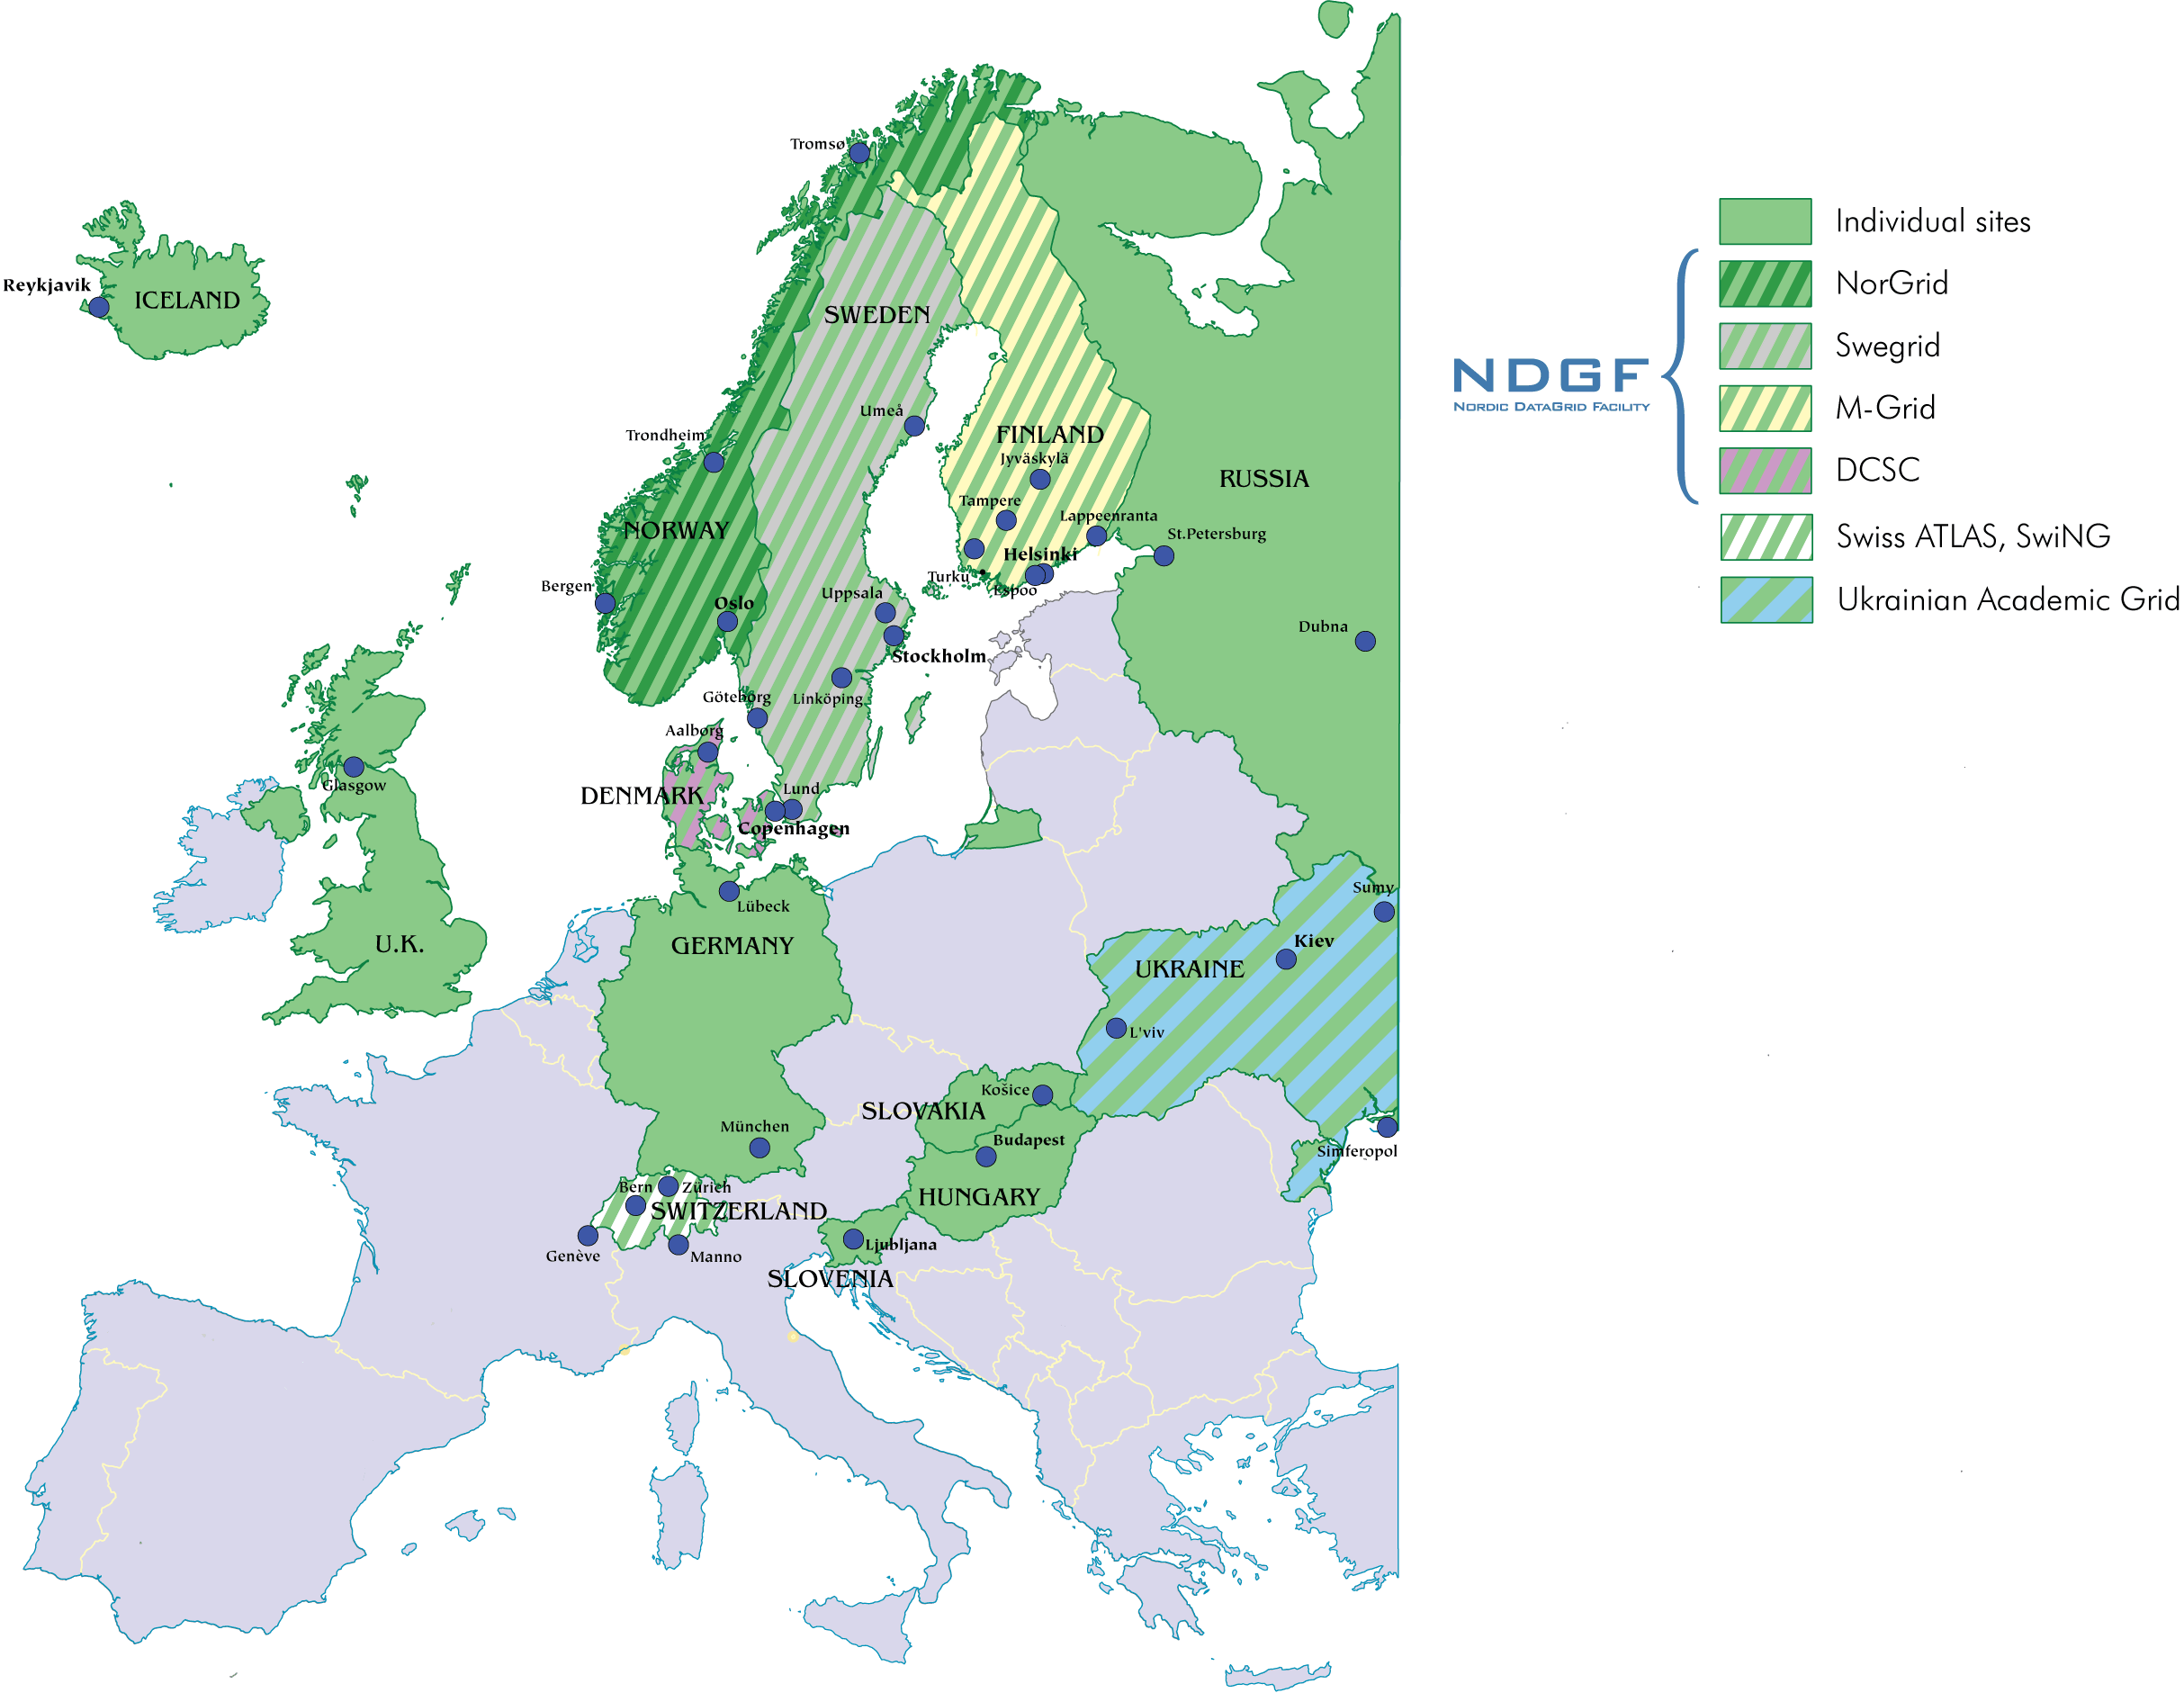 Tromsø
Individual sites
NorGrid
Reykjavik
ICELAND
SWEDEN
Swegrid
NDGF
NORDIC DATAGRID FACILITY
M-Grid
Umeå
Trondheim
FINLAND
Jyväskylä
DCSC
RUSSIA
Tampere
Lappeenranta
NORWAY
St.Petersburg
Swiss ATLAS, SwiNG
Helsinki
Turku
Bergen
Espoo
Uppsala
Oslo
Ukrainian Academic Grid
Dubna
Stockholm
Göteborg
Linköping
Aalborg
Glasgow
DENMARK
Lund
Copenhagen
Sumy
Lübeck
U.K.
GERMANY
Kiev
UKRAINE
L'viv
Košice
SLOVAKIA
München
Budapest
Simferopol
Bern
Zürich
HUNGARY
SWITZERLAND
Ljubljana
Genève
Manno
SLOVENIA